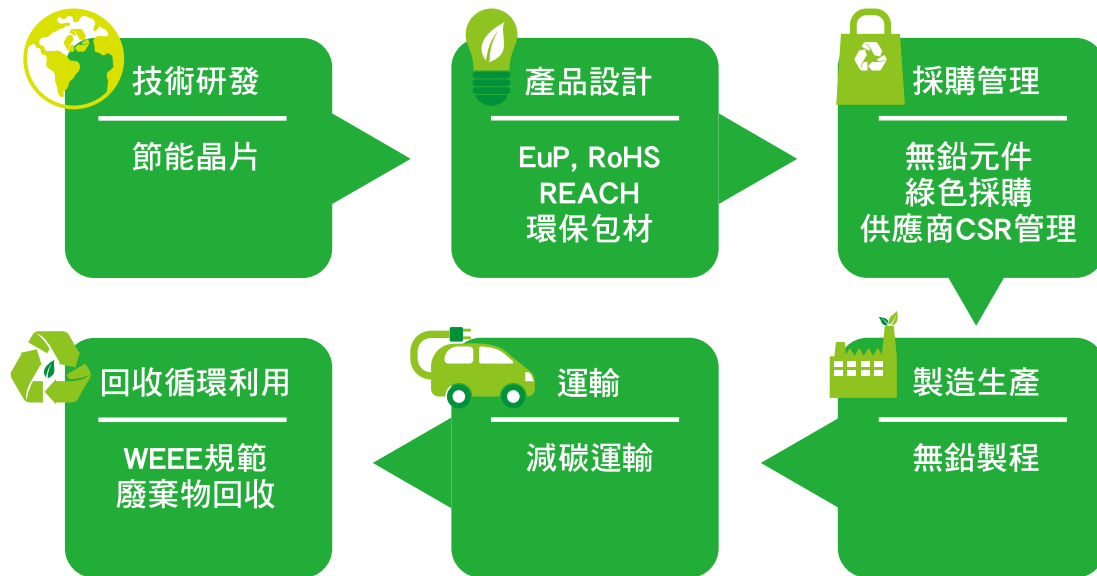 技術研發
節能晶片
產品設計
EuP, RoHS
REACH
環保包材
採購管理
無鉛元件
綠色採購
供應商CSR管理
製造生產
無鉛製程
運輸
減碳運輸
回收循環利用
WEEE規範
廢棄物回收